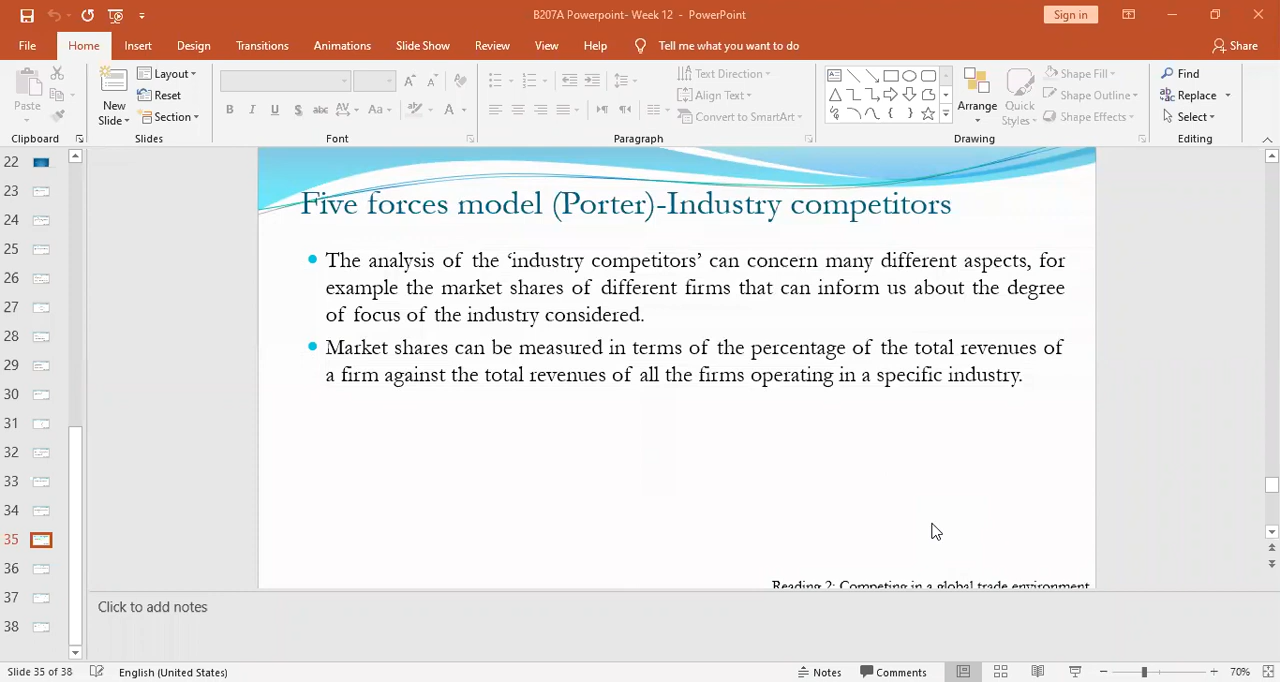 B207A Powerpoint- Week 12 - PowerPoint
Sign in
File Home Insert Design Transitions Animations Slide Show Review View Help Tell me what you want to do Share
Paste
Clipboard
New Slide
Layout
Reset
Section
Slides
B I U S abc AV Aa A
Font
Text Direction
Align Text
Convert to SmartArt
Paragraph
Arrange
Quick Styles
Shape Fill
Shape Outline
Shape Effects
Drawing
Find
Replace
Select
Editing
22
23
24
25
26
27
28
29
30
31
32
33
34
35
36
37
38
Five forces model (Porter)-Industry competitors
The analysis of the ‘industry competitors’ can concern many different aspects, for
example the market shares of different firms that can inform us about the degree
of focus of the industry considered.
Market shares can be measured in terms of the percentage of the total revenues of
a firm against the total revenues of all the firms operating in a specific industry.
Reading 2: Competing in a global trade environment
Click to add notes
Slide 35 of 38 English (United States) Notes Comments 70%